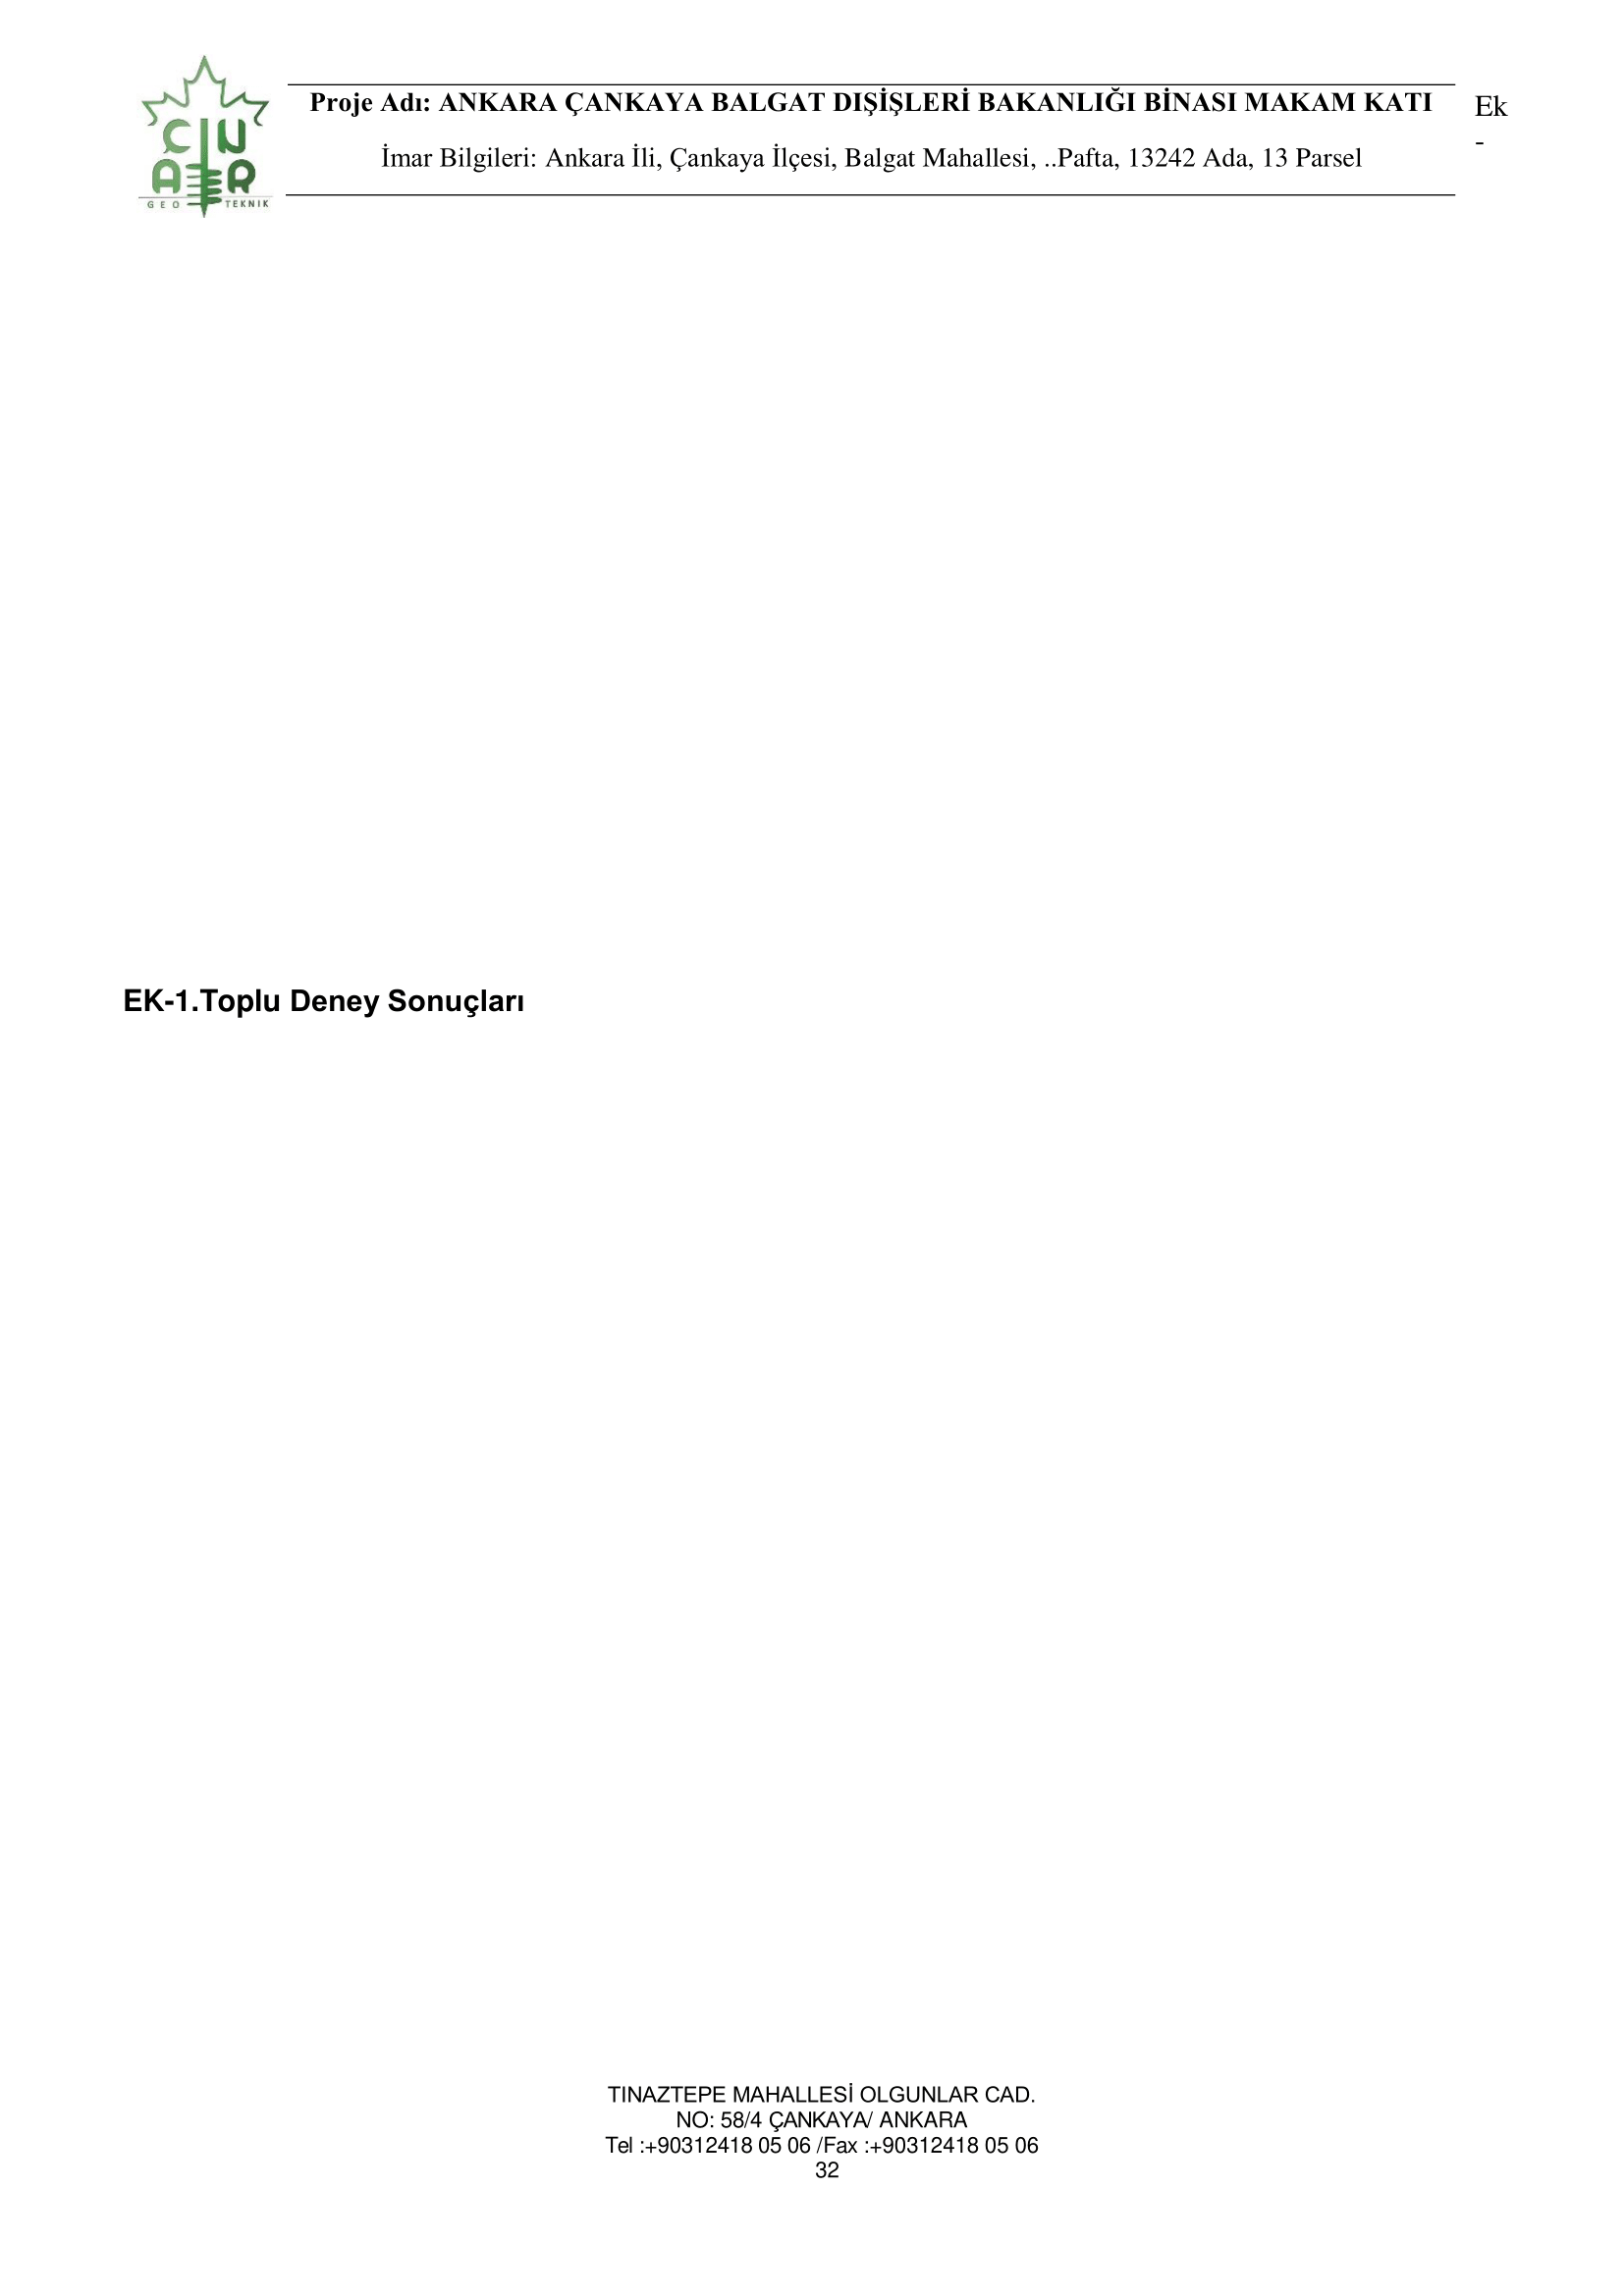 ÇINAR
GEO TEKNIK
Proje Adı: ANKARA ÇANKAYA BALGAT DIŞİŞLERİ BAKANLIĞI BİNASI MAKAM KATI
İmar Bilgileri: Ankara İli, Çankaya İlçesi, Balgat Mahallesi, ..Pafta, 13242 Ada, 13 Parsel
Ek
-
EK-1.Toplu Deney Sonuçları
TINAZTEPE MAHALLESİ OLGUNLAR CAD.
NO: 58/4 ÇANKAYA/ ANKARA
Tel :+90312418 05 06 /Fax :+90312418 05 06
32